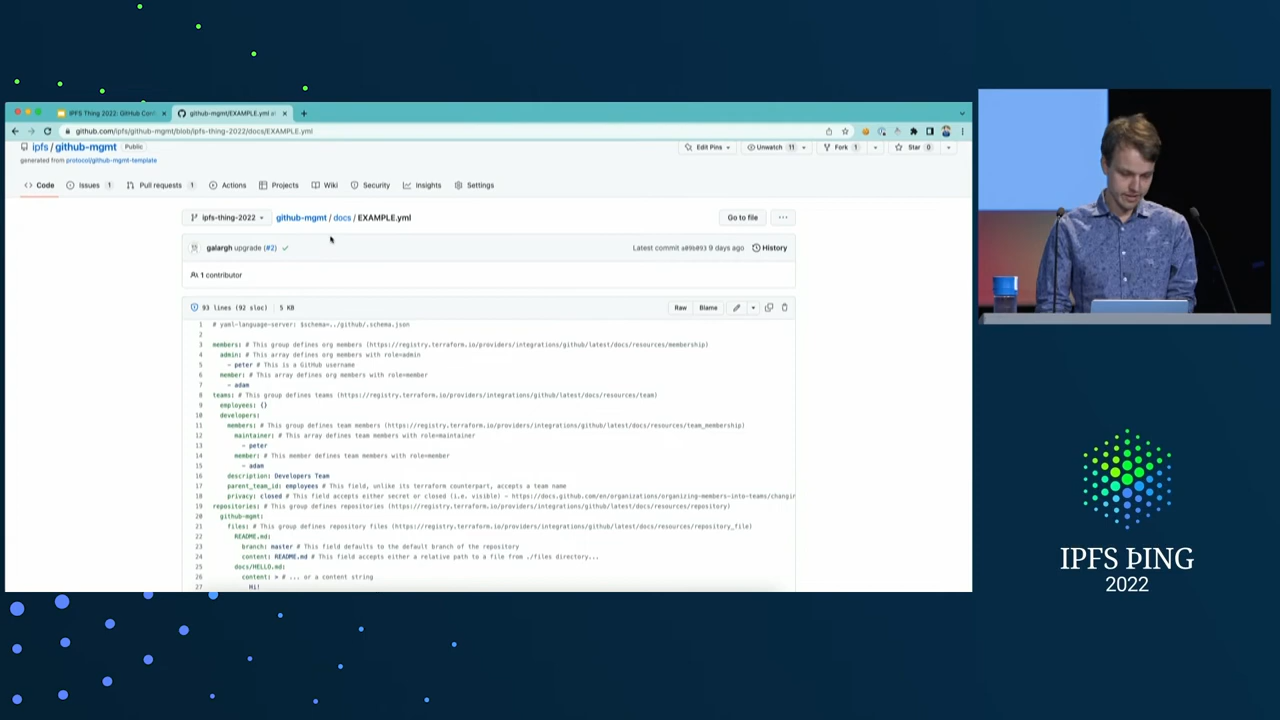 IPFS Thing 2022: GitHub Con
github-mgmt/EXAMPLE.yml at
github.com/ipfs/github-mgmt/blob/ipfs-thing-2022/docs/EXAMPLE.yml
ipfs / github-mgmt Public
Edit Pins Unwatch 11 Fork 1 Star 0
generated from protocol/github-mgmt-template
Code Issues 1 Pull requests 1 Actions Projects Wiki Security Insights Settings
ipfs-thing-2022 github-mgmt / docs / EXAMPLE.yml Go to file ...
galargh upgrade (#2) Latest commit 9 days ago History
1 contributor
93 lines (92 sloc) 5 KB Raw Blame
1 # yaml-language-server: $schema=../github/.schema.json
2
3 members: # This group defines org members (https://registry.terraform.io/providers/integrations/github/latest/docs/resources/membership)
4 admin: # This array defines org members with role=admin
5 - peter # This is a GitHub username
6 member: # This array defines org members with role=member
7 - adam
8 teams: # This group defines teams (https://registry.terraform.io/providers/integrations/github/latest/docs/resources/team)
9 employees: {}
10 developers:
11 members: # This group defines team members (https://registry.terraform.io/providers/integrations/github/latest/docs/resources/team_membership)
12 maintainer: # This array defines team members with role=maintainer
13 - peter
14 member: # This member defines team members with role=member
15 - adam
16 description: Developers Team
17 parent_team_id: employees # This field, unlike its terraform counterpart, accepts a team name
18 privacy: closed # This field accepts either secret or closed (i.e. visible) - https://docs.github.com/en/organizations/organizing-members-into-teams/changin
19 repositories: # This group defines repositories (https://registry.terraform.io/providers/integrations/github/latest/docs/resources/repository)
20 github-mgmt:
21 files: # This group defines repository files (https://registry.terraform.io/providers/integrations/github/latest/docs/resources/repository_file)
22 README.md:
23 branch: master # This field defaults to the default branch of the repository
24 content: README.md # This field accepts either a relative path to a file from ./files directory...
25 docs/HELLO.md:
26 content: > # ... or a content string
27 Hi!
IPFS ÞING
2022